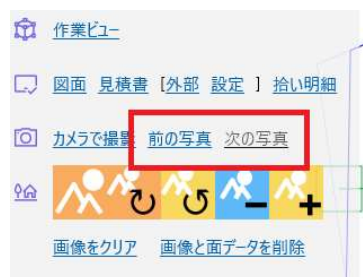 作業ビュー
図面 見積書 [外部 設定 ] 拾い明細
カメラで撮影 前の写真 次の写真
画像をクリア 画像と面データを削除